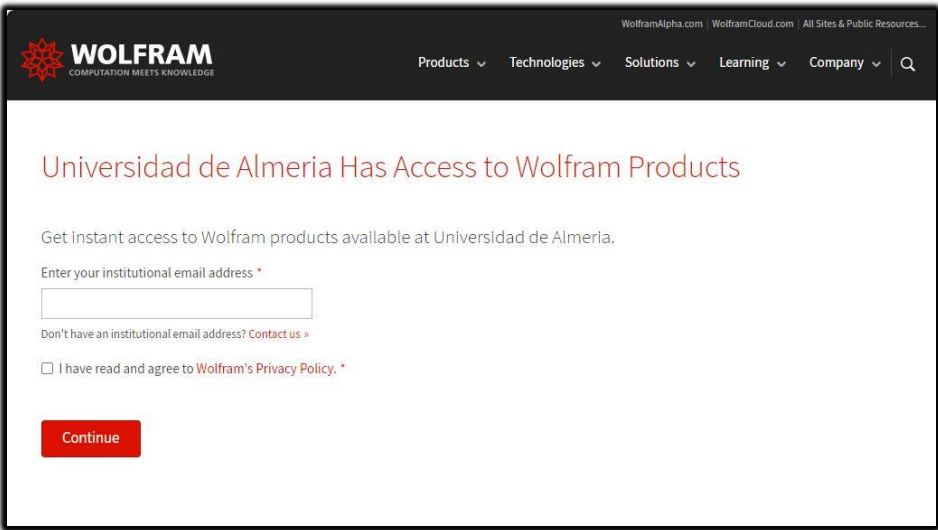 WolframAlpha.com | WolframCloud.com | All Sites & Public Resources...
WOLFRAM
COMPUTATION MEETS KNOWLEDGE
Products Technologies Solutions Learning Company
Universidad de Almeria Has Access to Wolfram Products
Get instant access to Wolfram products available at Universidad de Almeria.
Enter your institutional email address *
Don't have an institutional email address? Contact us »
I have read and agree to Wolfram's Privacy Policy. *
Continue